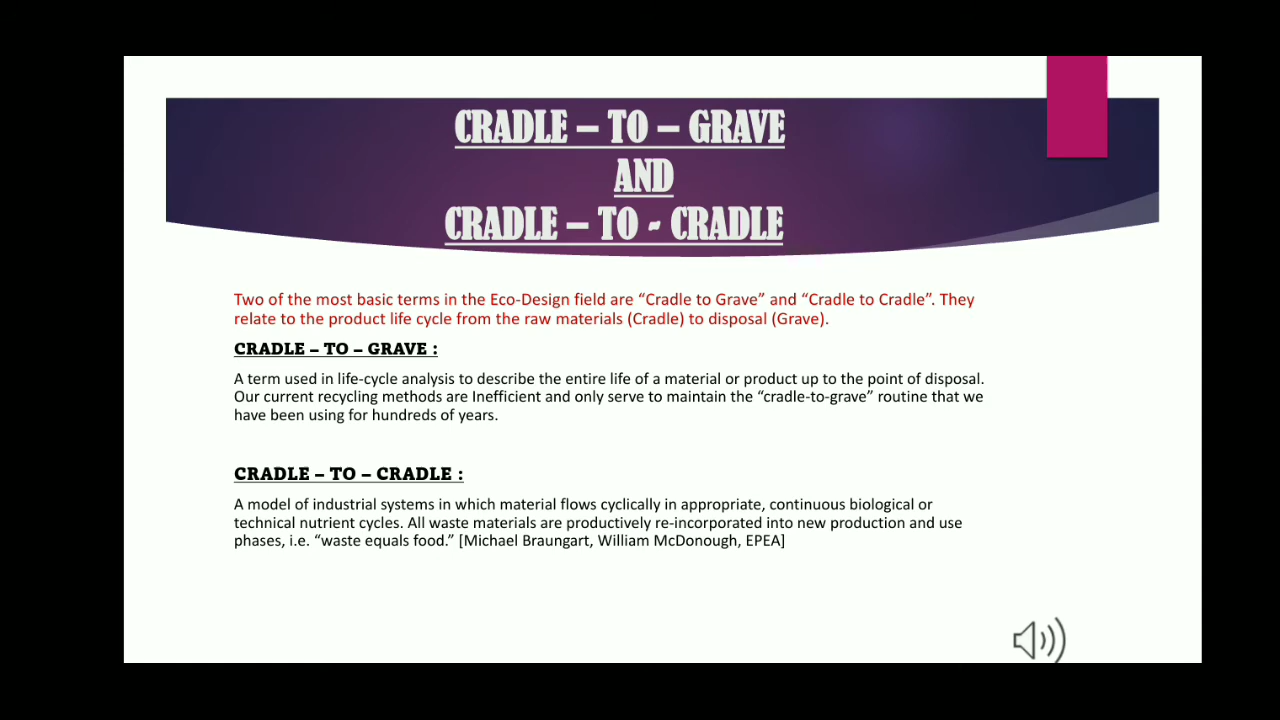 CRADLE – TO – GRAVE
AND
CRADLE – TO - CRADLE
Two of the most basic terms in the Eco-Design field are “Cradle to Grave” and “Cradle to Cradle”. They
relate to the product life cycle from the raw materials (Cradle) to disposal (Grave).
CRADLE – TO – GRAVE :
A term used in life-cycle analysis to describe the entire life of a material or product up to the point of disposal.
Our current recycling methods are Inefficient and only serve to maintain the “cradle-to-grave” routine that we
have been using for hundreds of years.
CRADLE – TO – CRADLE :
A model of industrial systems in which material flows cyclically in appropriate, continuous biological or
technical nutrient cycles. All waste materials are productively re-incorporated into new production and use
phases, i.e. “waste equals food.” [Michael Braungart, William McDonough, EPEA]